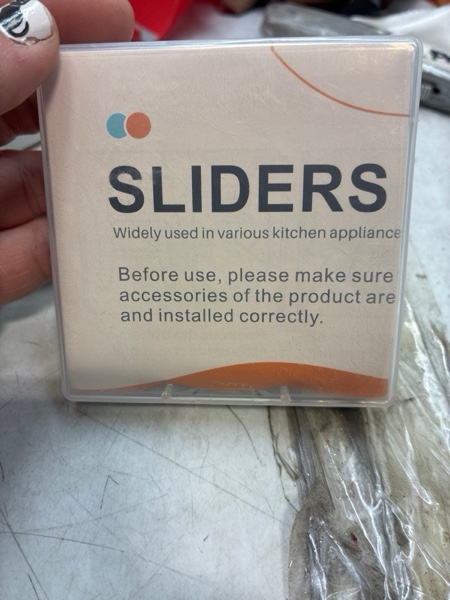 SLIDERS
Widely used in various kitchen appliance
Before use, please make sure
accessories of the product are
and installed correctly.